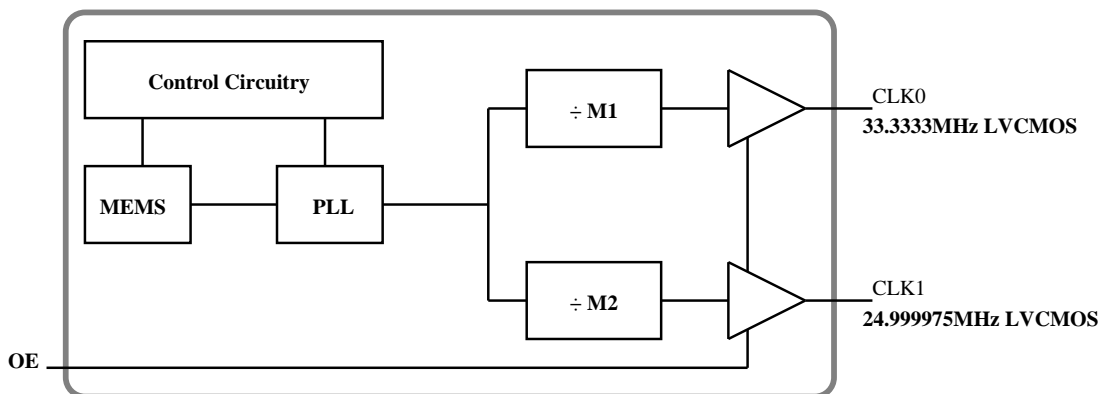 Control Circuitry
MEMS
PLL
÷ M1
÷ M2
CLK0
33.3333MHz LVCMOS
CLK1
24.999975MHz LVCMOS
OE